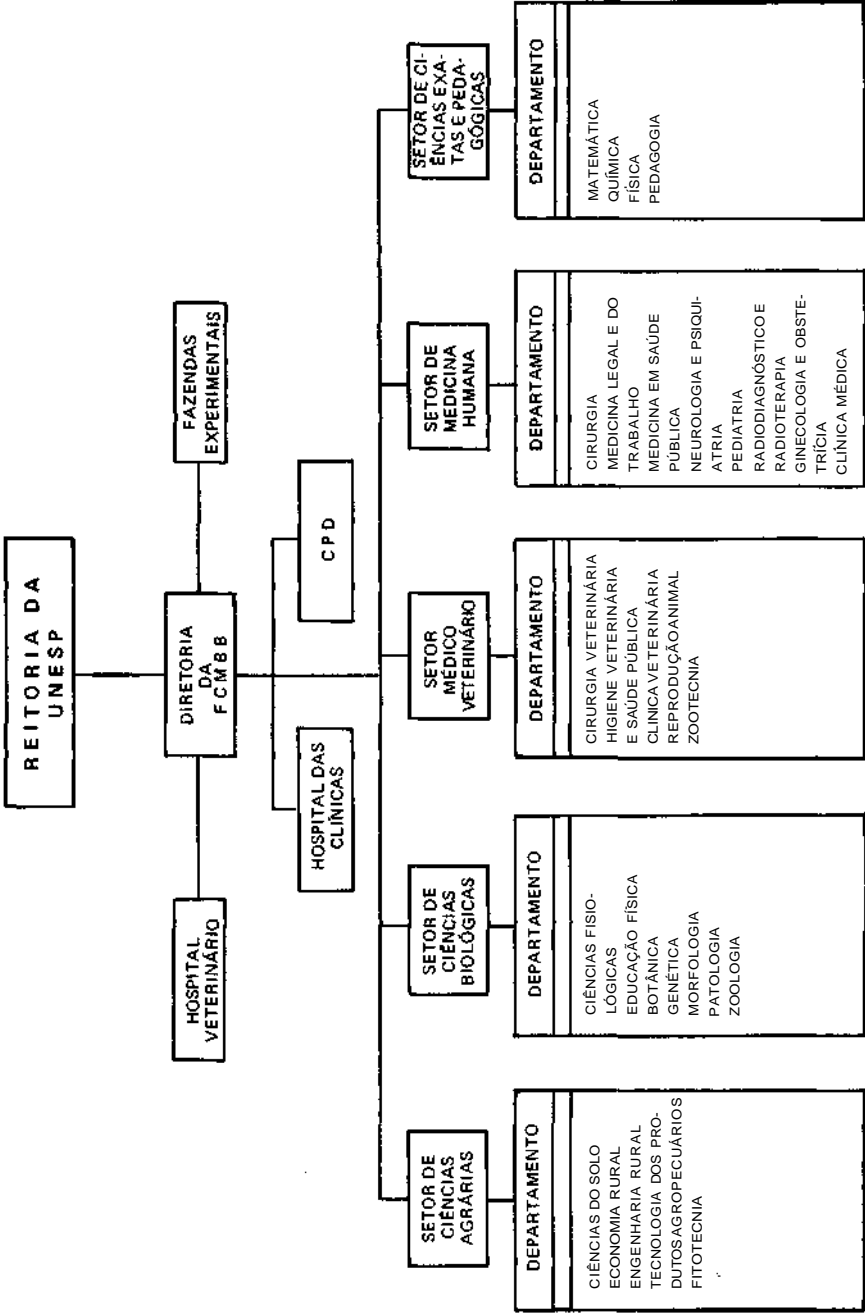 REITORIA DA
UNESP
HOSPITAL
VETERINÁRIO
DIRETORIA
DA
FCMBB
FAZENDAS
EXPERIMENTAIS
HOSPITAL DAS
CLÍNICAS
CPD
SETOR DE
CIÊNCIAS
AGRÁRIAS
SETOR DE
CIÊNCIAS
BIOLÓGICAS
SETOR
MÉDICO
VETERINÁRIO
SETOR DE
MEDICINA
HUMANA
SETOR DE CI-
ÊNCIAS EXA-
TAS E PEDA-
GÓGICAS
DEPARTAMENTO
CIÊNCIAS DO SOLO
ECONOMIA RURAL
ENGENHARIA RURAL
TECNOLOGIA DOS PRO-
DUTOS AGROPECUÁRIOS
FITOTECNIA
DEPARTAMENTO
CIÊNCIAS FISIO-
LÓGICAS
EDUCAÇÃO FÍSICA
BOTÂNICA
GENÉTICA
MORFOLOGIA
PATOLOGIA
ZOOLOGIA
DEPARTAMENTO
CIRURGIA VETERINÁRIA
HIGIENE VETERINÁRIA
E SAÚDE PÚBLICA
CLINICA VETERINÁRIA
REPRODUÇÃO ANIMAL
ZOOTECNIA
DEPARTAMENTO
CIRURGIA
MEDICINA LEGAL E DO
TRABALHO
MEDICINA EM SAÚDE
PÚBLICA
NEUROLOGIA E PSIQUI-
ATRIA
PEDIATRIA
RADIODIAGNÓSTICO E
RADIOTERAPIA
GINECOLOGIA E OBSTE-
TRÍCIA
CLÍNICA MÉDICA
DEPARTAMENTO
MATEMÁTICA
QUÍMICA
FÍSICA
PEDAGOGIA